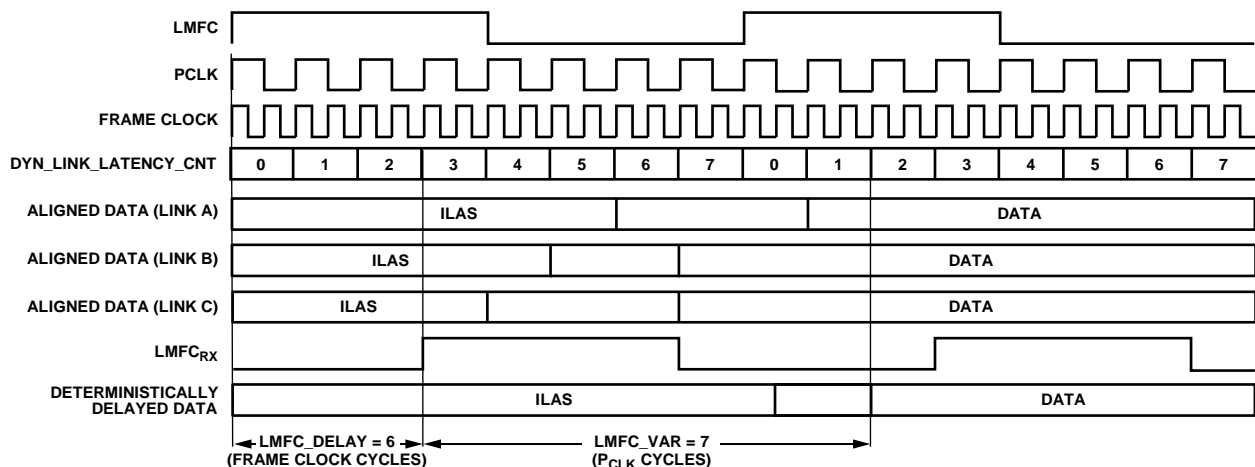 LMFC
PCLK
FRAME CLOCK
DYN_LINK_LATENCY_CNT 0 1 2 3 4 5 6 7 0 1 2 3 4 5 6 7
ALIGNED DATA (LINK A) ILAS DATA
ALIGNED DATA (LINK B) ILAS DATA
ALIGNED DATA (LINK C) ILAS DATA
LMFCRX
DETERMINISTICALLY
DELAYED DATA ILAS DATA
LMFC_DELAY = 6
(FRAME CLOCK CYCLES)
LMFC_VAR = 7
(PCLK CYCLES)